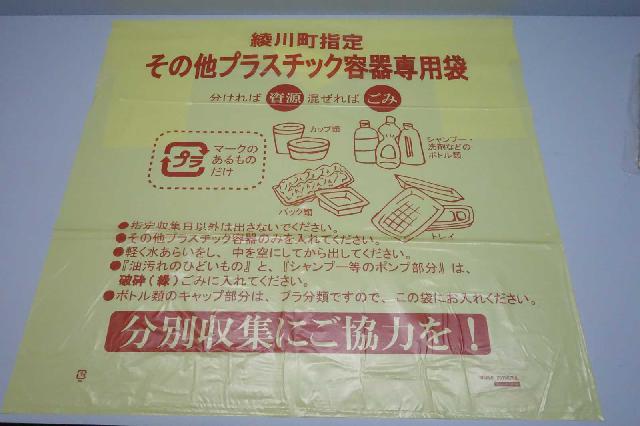 綾川町指定
その他プラスチック容器専用袋
分ければ 資源 混ぜれば ごみ
プラ
マークの
あるもの
だけ
カップ類
シャンプー・
洗剤などの
ボトル類
パック類
トレイ
●指定収集日以外は出さないでください。
●その他プラスチック容器のみを入れてください。
●軽く水あらいをし、中を空にしてから出してください。
●『油汚れのひどいもの』と、『シャンプー等のポンプ部分』は、
破砕(緑)ごみに入れてください。
●ボトル類のキャップ部分は、プラ分類ですので、この袋にお入れください。
分別収集にご協力を!